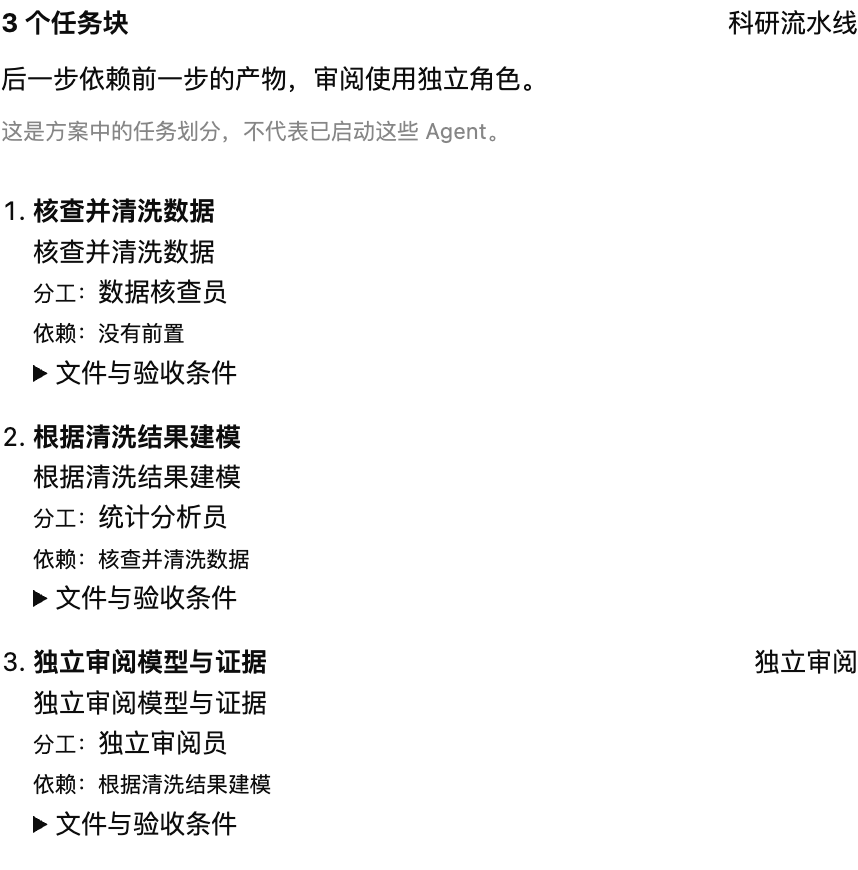 3 个任务块 科研流水线
后一步依赖前一步的产物，审阅使用独立角色。
这是方案中的任务划分，不代表已启动这些 Agent。
1. 核查并清洗数据
核查并清洗数据
分工：数据核查员
依赖：没有前置
▶ 文件与验收条件
2. 根据清洗结果建模
根据清洗结果建模
分工：统计分析员
依赖：核查并清洗数据
▶ 文件与验收条件
3. 独立审阅模型与证据 独立审阅
独立审阅模型与证据
分工：独立审阅员
依赖：根据清洗结果建模
▶ 文件与验收条件